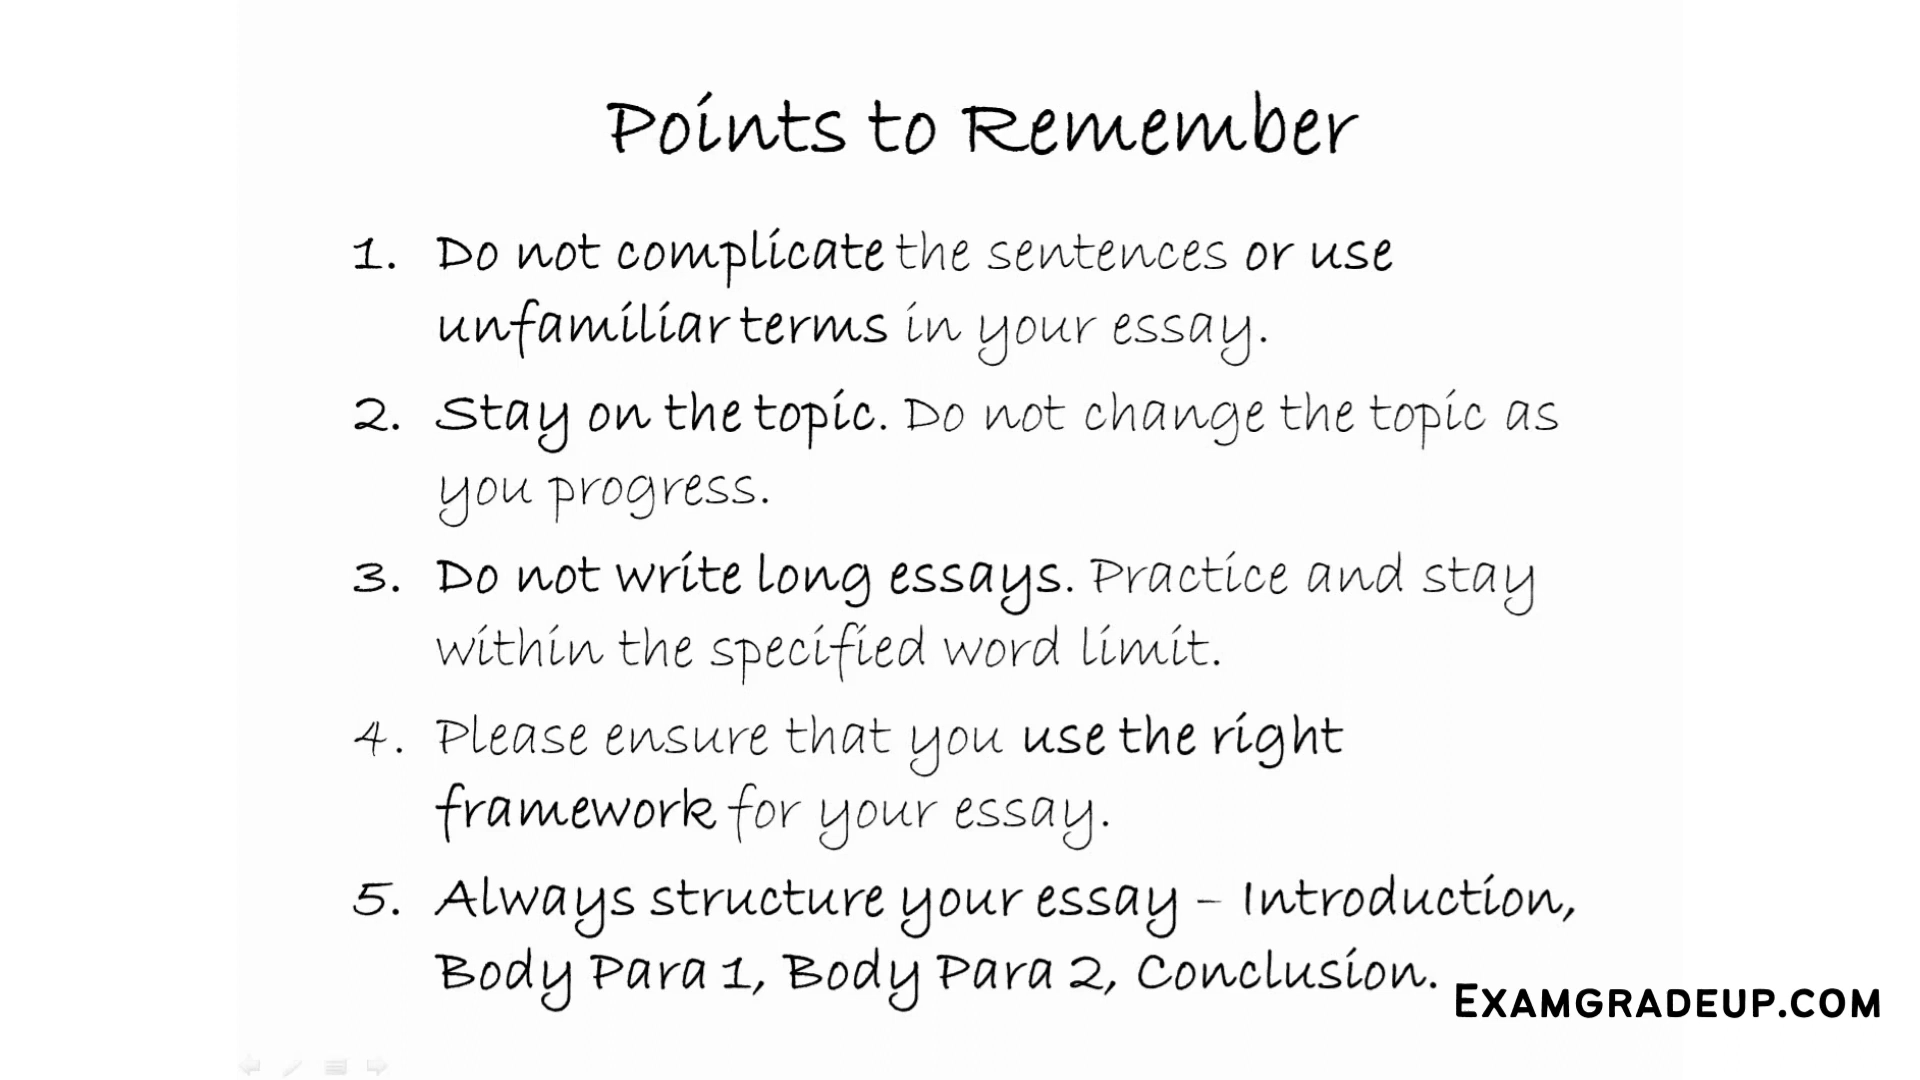 Points to Remember
1. Do not complicate the sentences or use
unfamiliar terms in your essay.
2. Stay on the topic. Do not change the topic as
you progress.
3. Do not write long essays. Practice and stay
within the specified word limit.
4. Please ensure that you use the right
framework for your essay.
5. Always structure your essay – Introduction,
Body Para 1, Body Para 2, Conclusion.
EXAMGRADEUP.COM